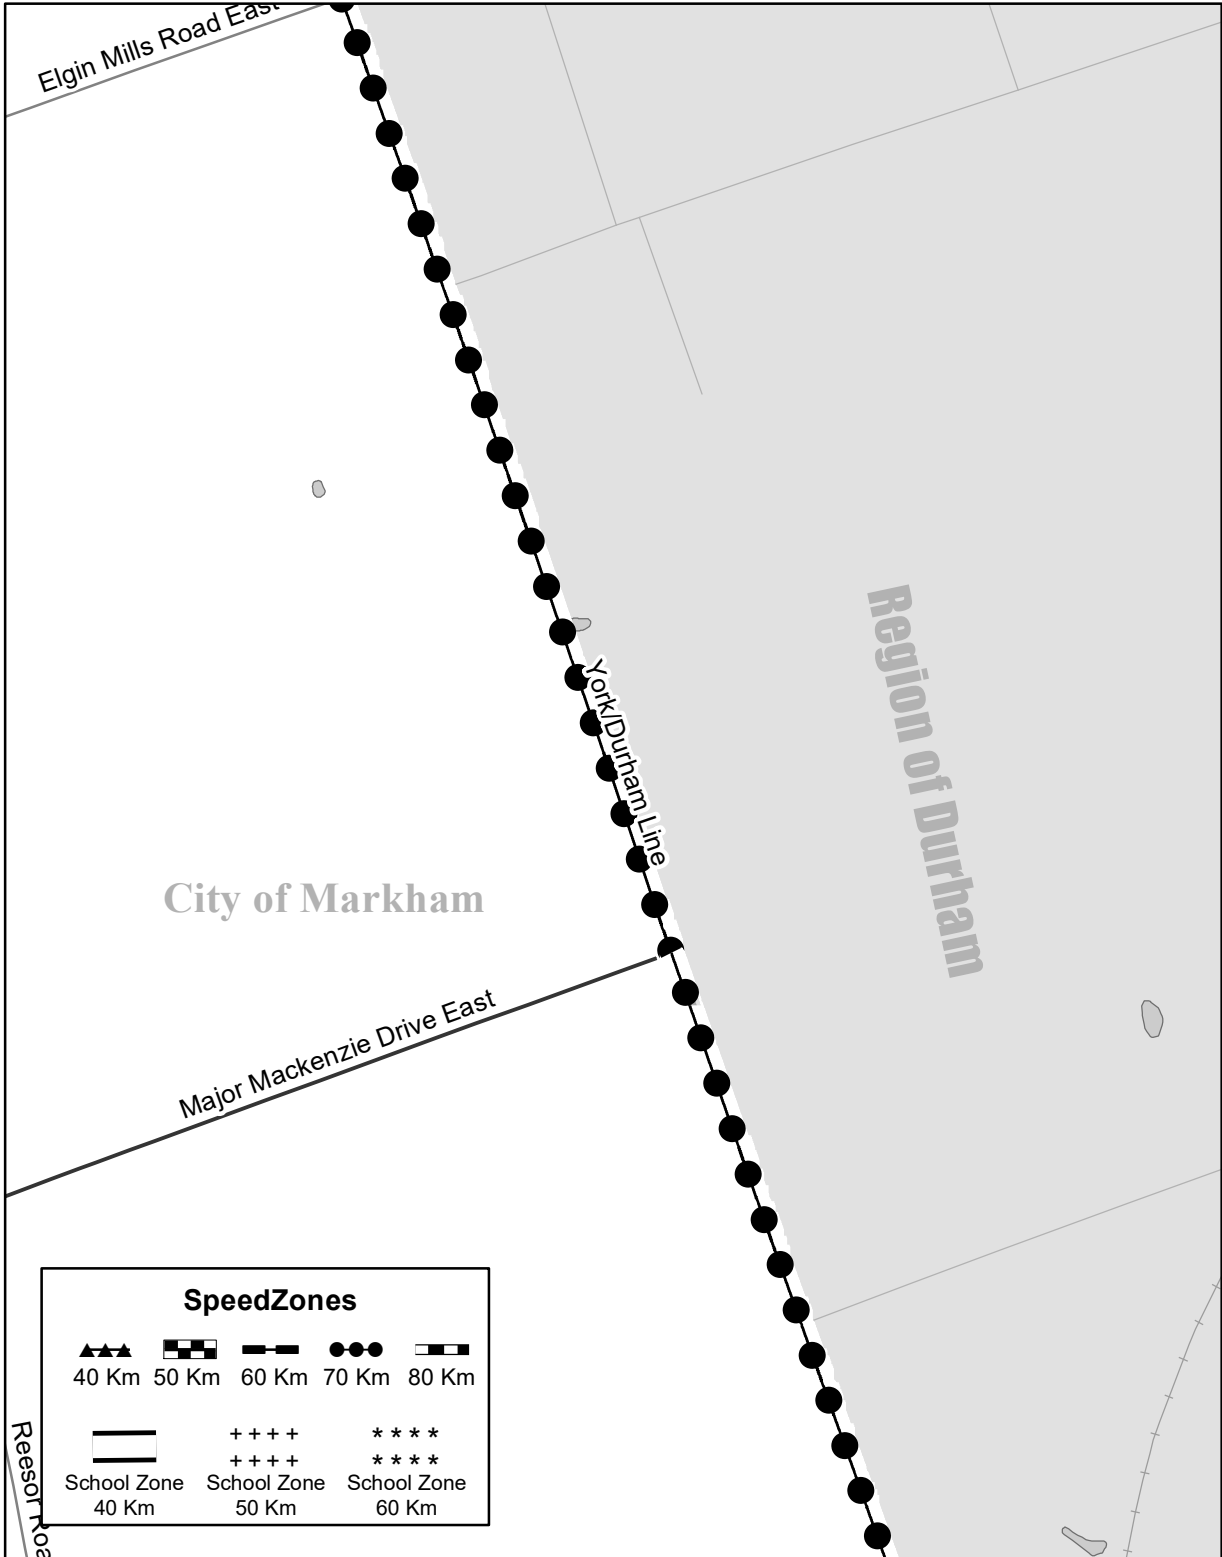 Elgin Mills Road East
York/Durham Line
Region of Durham
City of Markham
Major Mackenzie Drive East
SpeedZones
40 Km 50 Km 60 Km 70 Km 80 Km
School Zone School Zone School Zone
40 Km 50 Km 60 Km
Reesor Roa